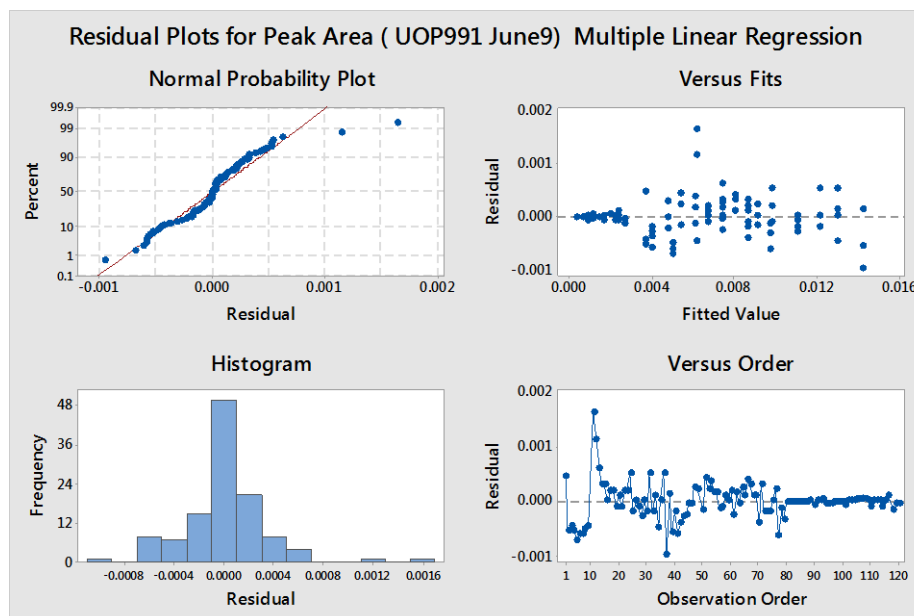 Residual Plots for Peak Area ( UOP991 June9) Multiple Linear Regression
Normal Probability Plot
99.9
99
90
50
10
1
0.1
Percent
-0.001 0.000 0.001 0.002
Residual
Versus Fits
0.002
0.001
0.000
-0.001
Residual
0.000 0.004 0.008 0.012 0.016
Fitted Value
Histogram
48
36
24
12
0
Frequency
-0.0008 -0.0004 0.0000 0.0004 0.0008 0.0012 0.0016
Residual
Versus Order
0.002
0.001
0.000
-0.001
Residual
1 10 20 30 40 50 60 70 80 90 100 110 120
Observation Order